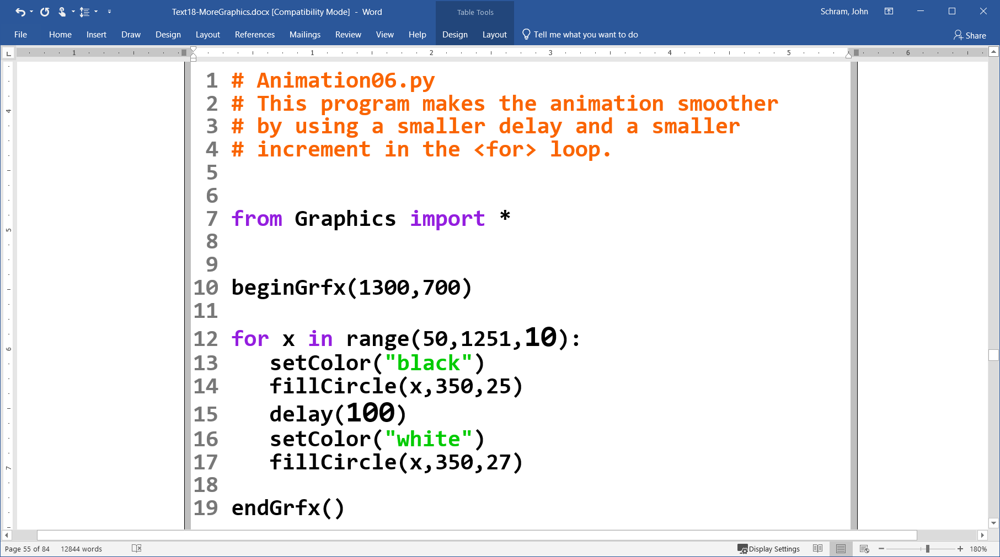 Text18-MoreGraphics.docx [Compatibility Mode] - Word
Table Tools
Schram, John
File Home Insert Draw Design Layout References Mailings Review View Help Design Layout Tell me what you want to do Share
1 1 2 3 4 5 6
4
5
6
7
1 # Animation06.py
2 # This program makes the animation smoother
3 # by using a smaller delay and a smaller
4 # increment in the <for> loop.
5
6
7 from Graphics import *
8
9
10 beginGrfx(1300,700)
11
12 for x in range(50,1251,10):
13    setColor("black")
14    fillCircle(x,350,25)
15    delay(100)
16    setColor("white")
17    fillCircle(x,350,27)
18
19 endGrfx()
Page 55 of 84 12844 words Display Settings 180%